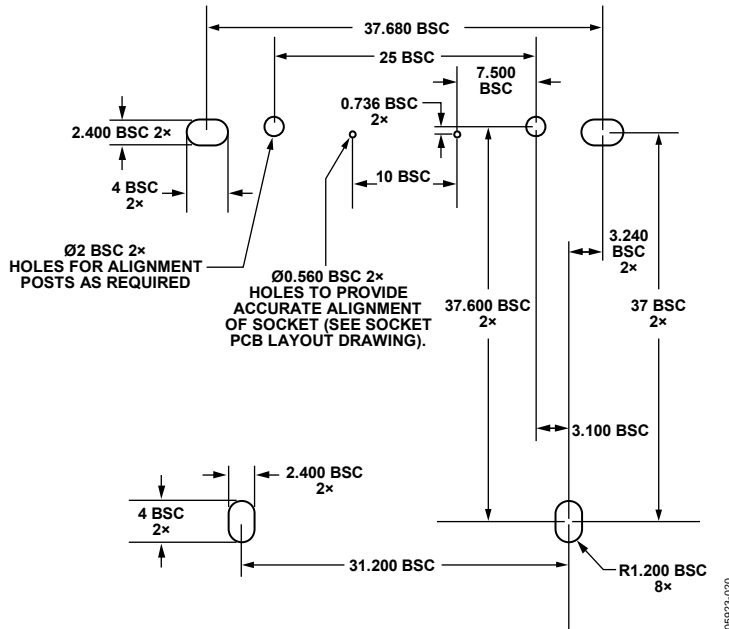 37.680 BSC
25 BSC
7.500
BSC
0.736 BSC
2×
2.400 BSC 2×
4 BSC
2×
10 BSC
Ø2 BSC 2×
HOLES FOR ALIGNMENT
POSTS AS REQUIRED
Ø0.560 BSC 2×
HOLES TO PROVIDE
ACCURATE ALIGNMENT
OF SOCKET (SEE SOCKET
PCB LAYOUT DRAWING).
3.240
BSC
2×
37.600 BSC
2×
37 BSC
2×
3.100 BSC
2.400 BSC
2×
4 BSC
2×
31.200 BSC
R1.200 BSC
8×
05923-020